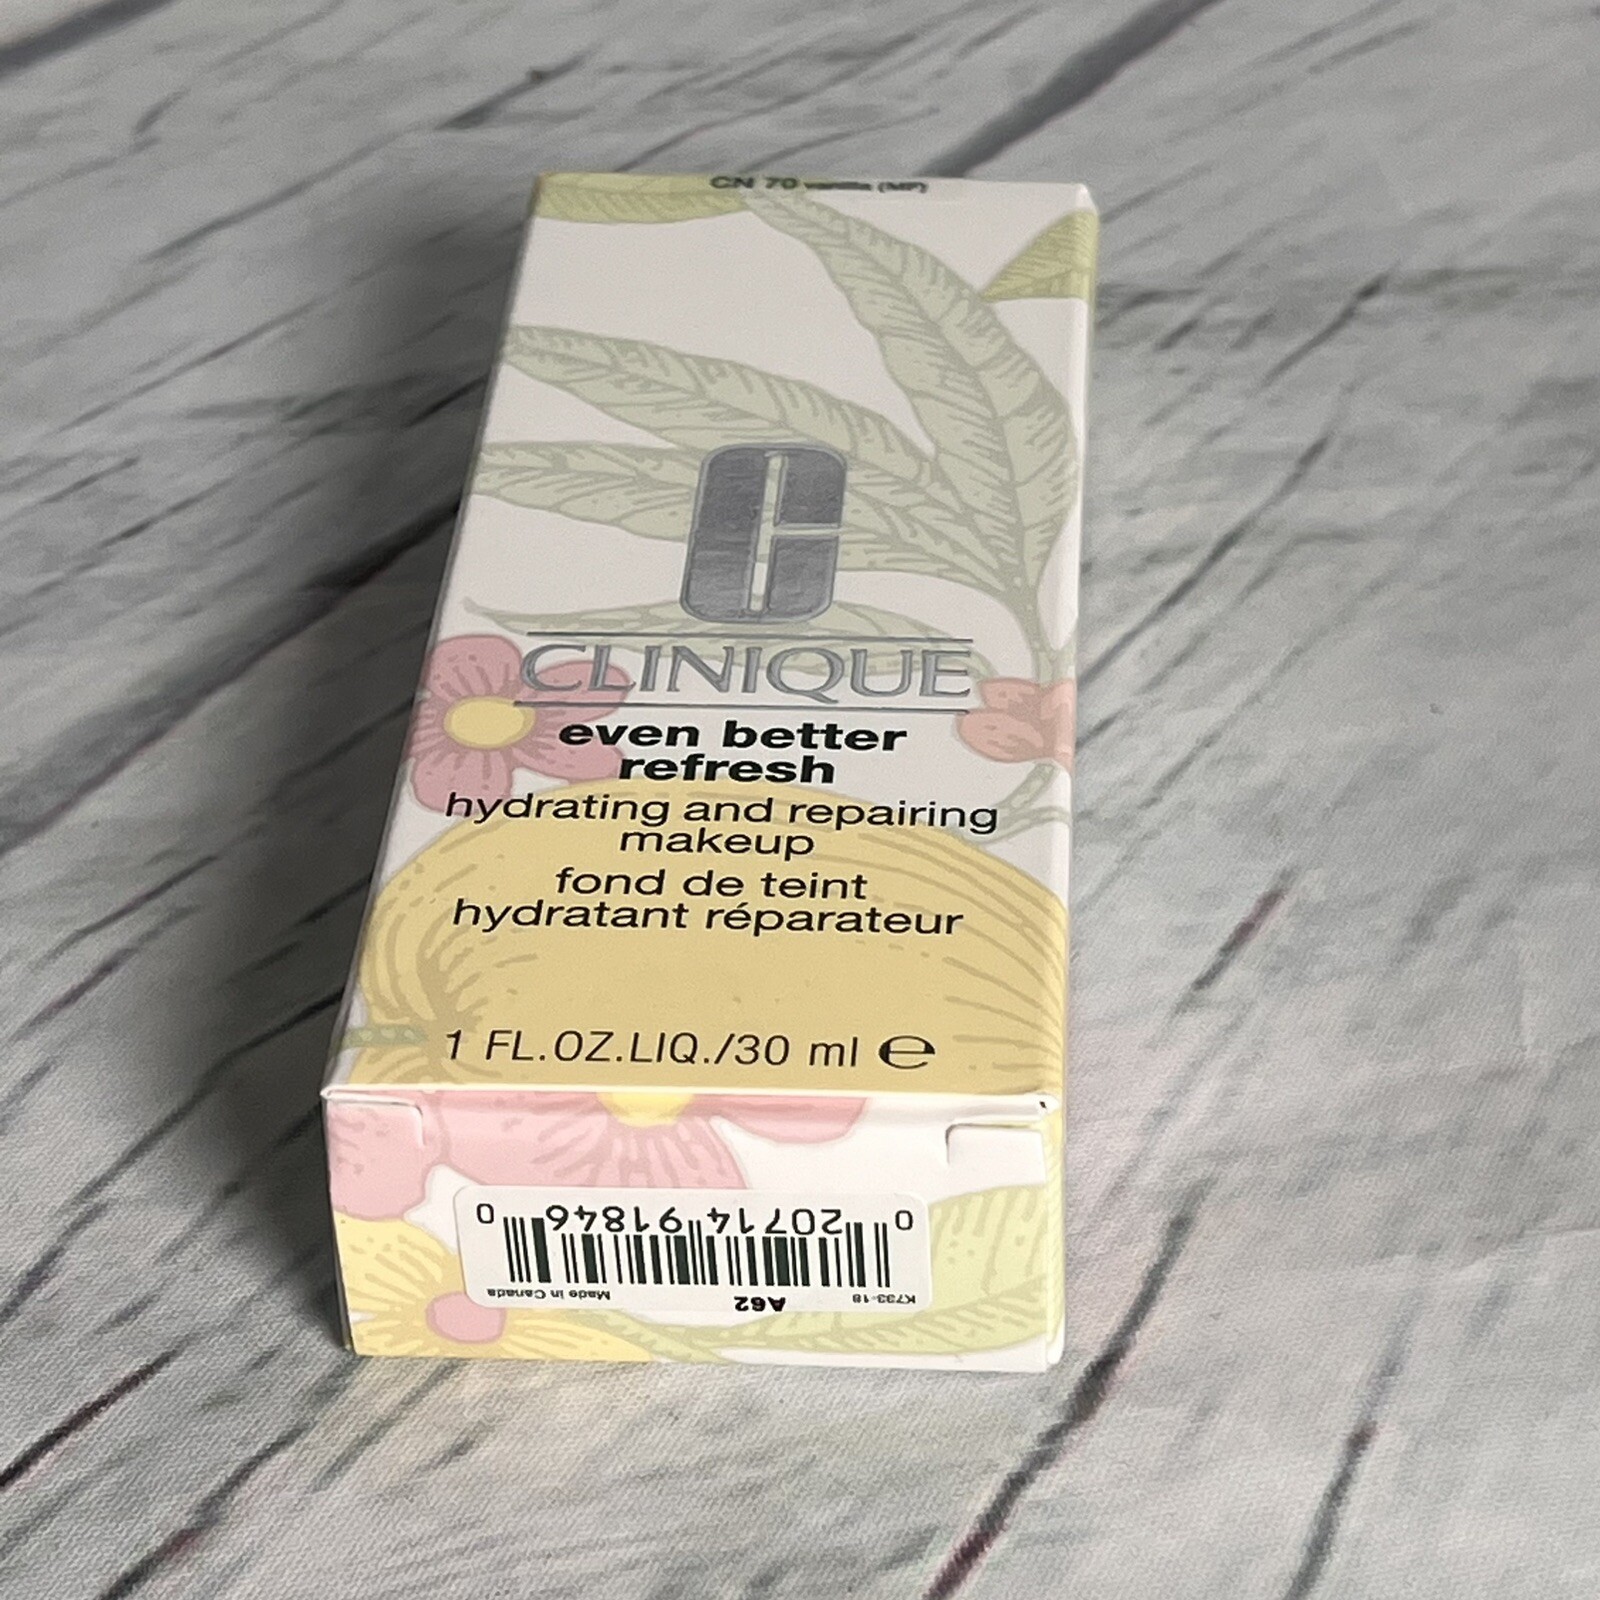 CN 70 vanilla (MF)
CLINIQUE
even better
refresh
hydrating and repairing
makeup
fond de teint
hydratant réparateur
1 FL.OZ.LIQ./30 ml ℮
K733-18 A62 Made in Canada
0 20714 91846 0